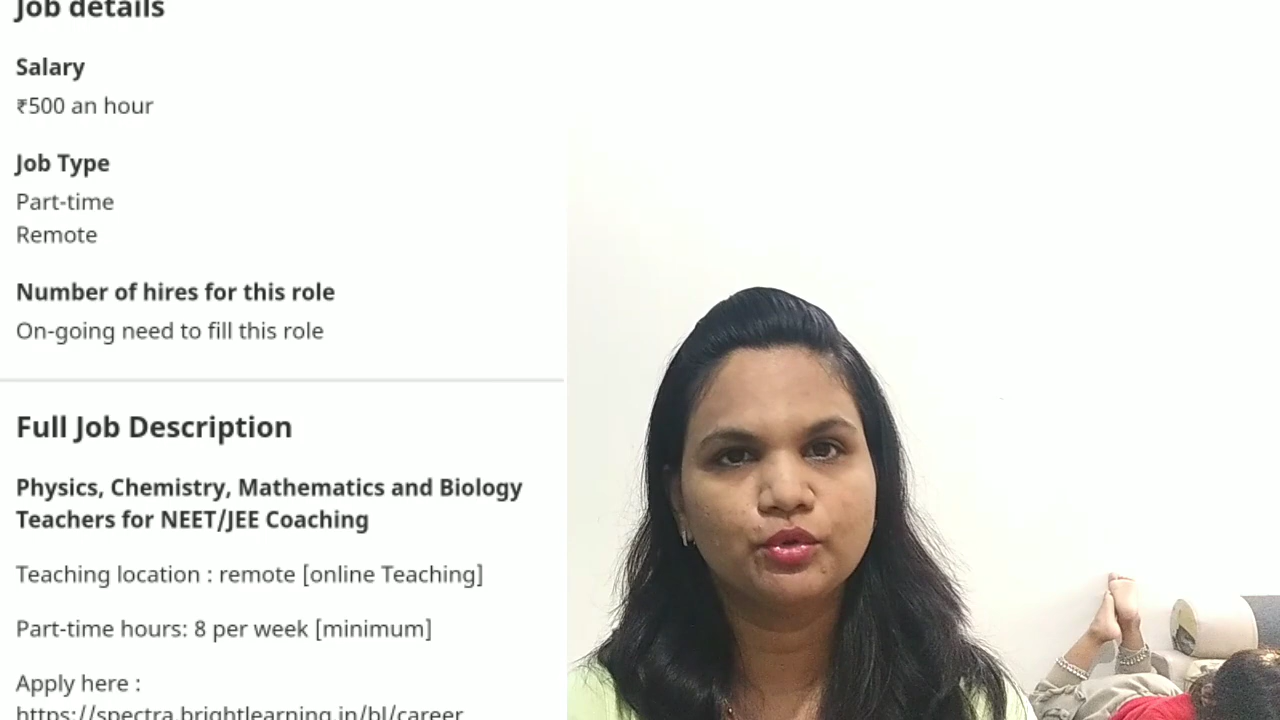 Job details
Salary
₹500 an hour
Job Type
Part-time
Remote
Number of hires for this role
On-going need to fill this role
Full Job Description
Physics, Chemistry, Mathematics and Biology
Teachers for NEET/JEE Coaching
Teaching location : remote [online Teaching]
Part-time hours: 8 per week [minimum]
Apply here :
https://spectra.brightlearning.in/bl/career